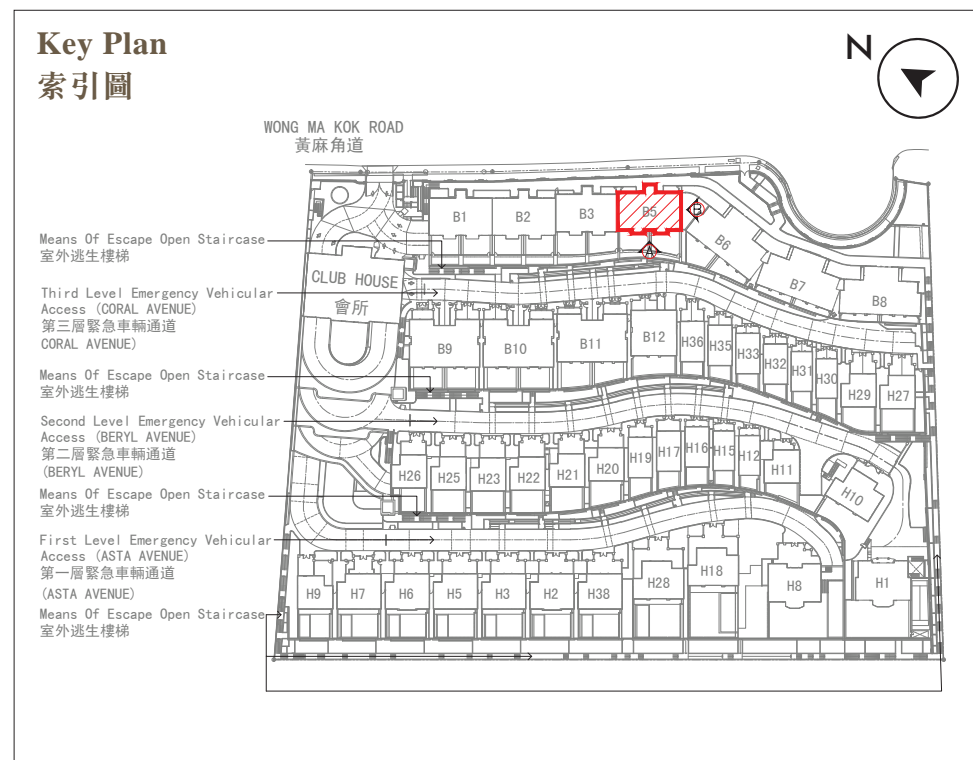 Key Plan
索引圖
N
WONG MA KOK ROAD
黃麻角道
B1
B2
B3
B5
B
A
B6
B7
B8
Means Of Escape Open Staircase
室外逃生樓梯
CLUB HOUSE
會所
Third Level Emergency Vehicular
Access (CORAL AVENUE)
第三層緊急車輛通道
CORAL AVENUE)
B9
B10
B11
B12
H36
H35
H33
H32
H31
H30
H29
H27
Means Of Escape Open Staircase
室外逃生樓梯
Second Level Emergency Vehicular
Access (BERYL AVENUE)
第二層緊急車輛通道
(BERYL AVENUE)
H26
H25
H23
H22
H21
H20
H19
H17
H16
H15
H12
H11
H10
Means Of Escape Open Staircase
室外逃生樓梯
First Level Emergency Vehicular
Access (ASTA AVENUE)
第一層緊急車輛通道
(ASTA AVENUE)
H9
H7
H6
H5
H3
H2
H38
H28
H18
H8
H1
Means Of Escape Open Staircase
室外逃生樓梯